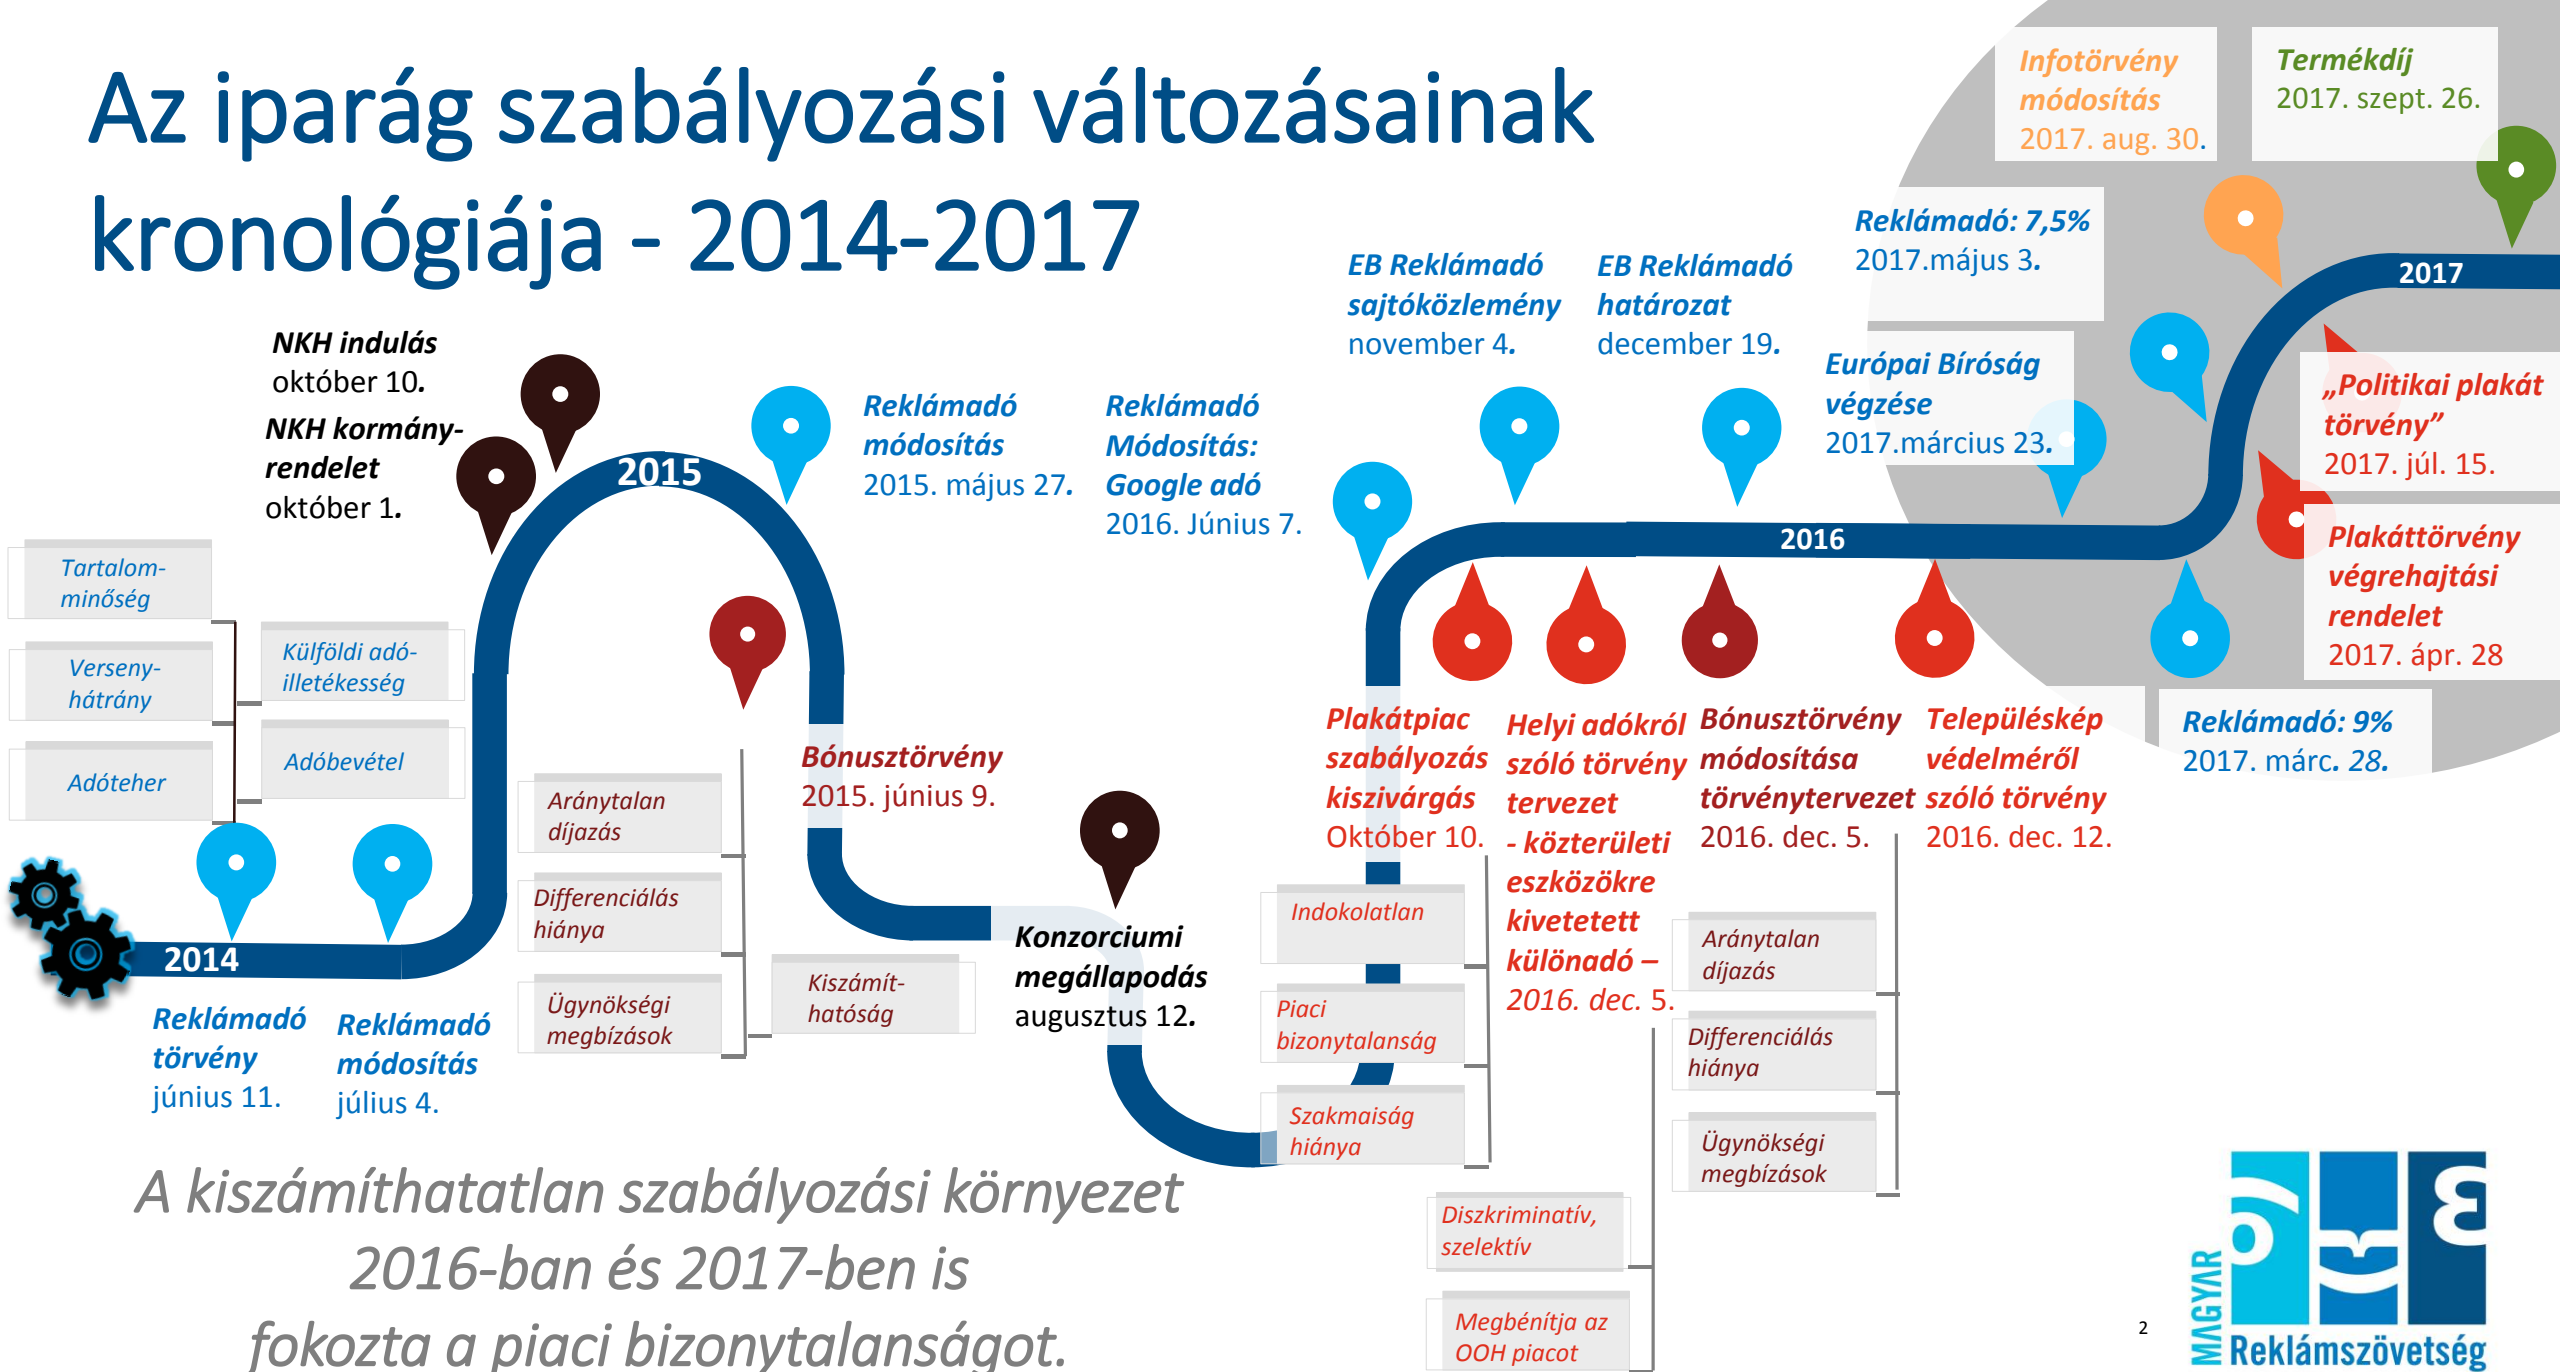 Az iparág szabályozási változásainak
kronológiája - 2014-2017
Infotörvény
módosítás
2017. aug. 30.
Termékdíj
2017. szept. 26.
Reklámadó: 7,5%
2017.május 3.
2017
EB Reklámadó
sajtóközlemény
november 4.
EB Reklámadó
határozat
december 19.
Európai Bíróság
végzése
2017.március 23.
„Politikai plakát
törvény”
2017. júl. 15.
NKH indulás
október 10.
NKH kormány-
rendelet
október 1.
2015
Reklámadó
módosítás
2015. május 27.
Reklámadó
Módosítás:
Google adó
2016. Június 7.
2016
Plakáttörvény
végrehajtási
rendelet
2017. ápr. 28
Tartalom-
minőség
Verseny-
hátrány
Adóteher
Külföldi adó-
illetékesség
Adóbevétel
2014
Reklámadó
törvény
június 11.
Reklámadó
módosítás
július 4.
Bónusztörvény
2015. június 9.
Aránytalan
díjazás
Differenciálás
hiánya
Ügynökségi
megbízások
Kiszámít-
hatóság
Konzorciumi
megállapodás
augusztus 12.
Plakátpiac
szabályozás
kiszivárgás
Október 10.
Indokolatlan
Piaci
bizonytalanság
Szakmaiság
hiánya
Helyi adókról
szóló törvény
tervezet
- közterületi
eszközökre
kivetetett
különadó –
2016. dec. 5.
Diszkriminatív,
szelektív
Megbénítja az
OOH piacot
Bónusztörvény
módosítása
törvénytervezet
2016. dec. 5.
Aránytalan
díjazás
Differenciálás
hiánya
Ügynökségi
megbízások
Településkép
védelméről
szóló törvény
2016. dec. 12.
Reklámadó: 9%
2017. márc. 28.
A kiszámíthatatlan szabályozási környezet
2016-ban és 2017-ben is
fokozta a piaci bizonytalanságot.
2
MAGYAR
Reklámszövetség